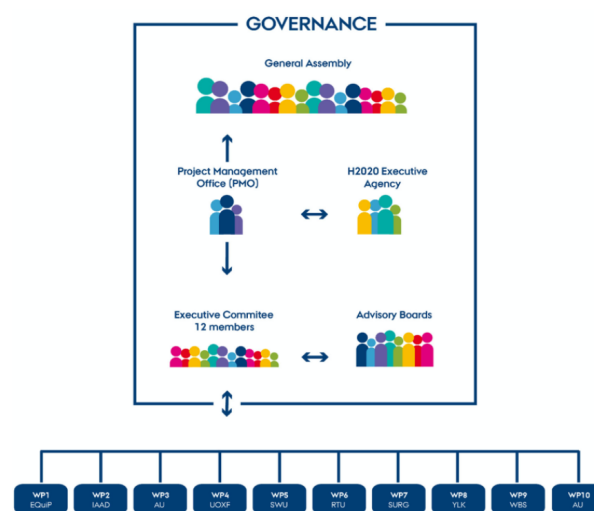 GOVERNANCE
General Assembly
Project Management
Office (PMO)
H2020 Executive
Agency
Executive Commitee
12 members
Advisory Boards
WP1
EQuiP
WP2
IAAD
WP3
AU
WP4
UOXF
WP5
SWU
WP6
RTU
WP7
SURG
WP8
YLK
WP9
WBS
WP10
AU